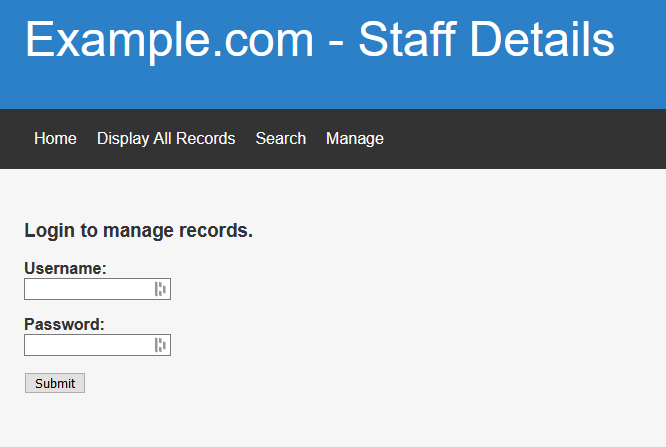 Example.com - Staff Details
Home Display All Records Search Manage
Login to manage records.
Username:
Password:
Submit